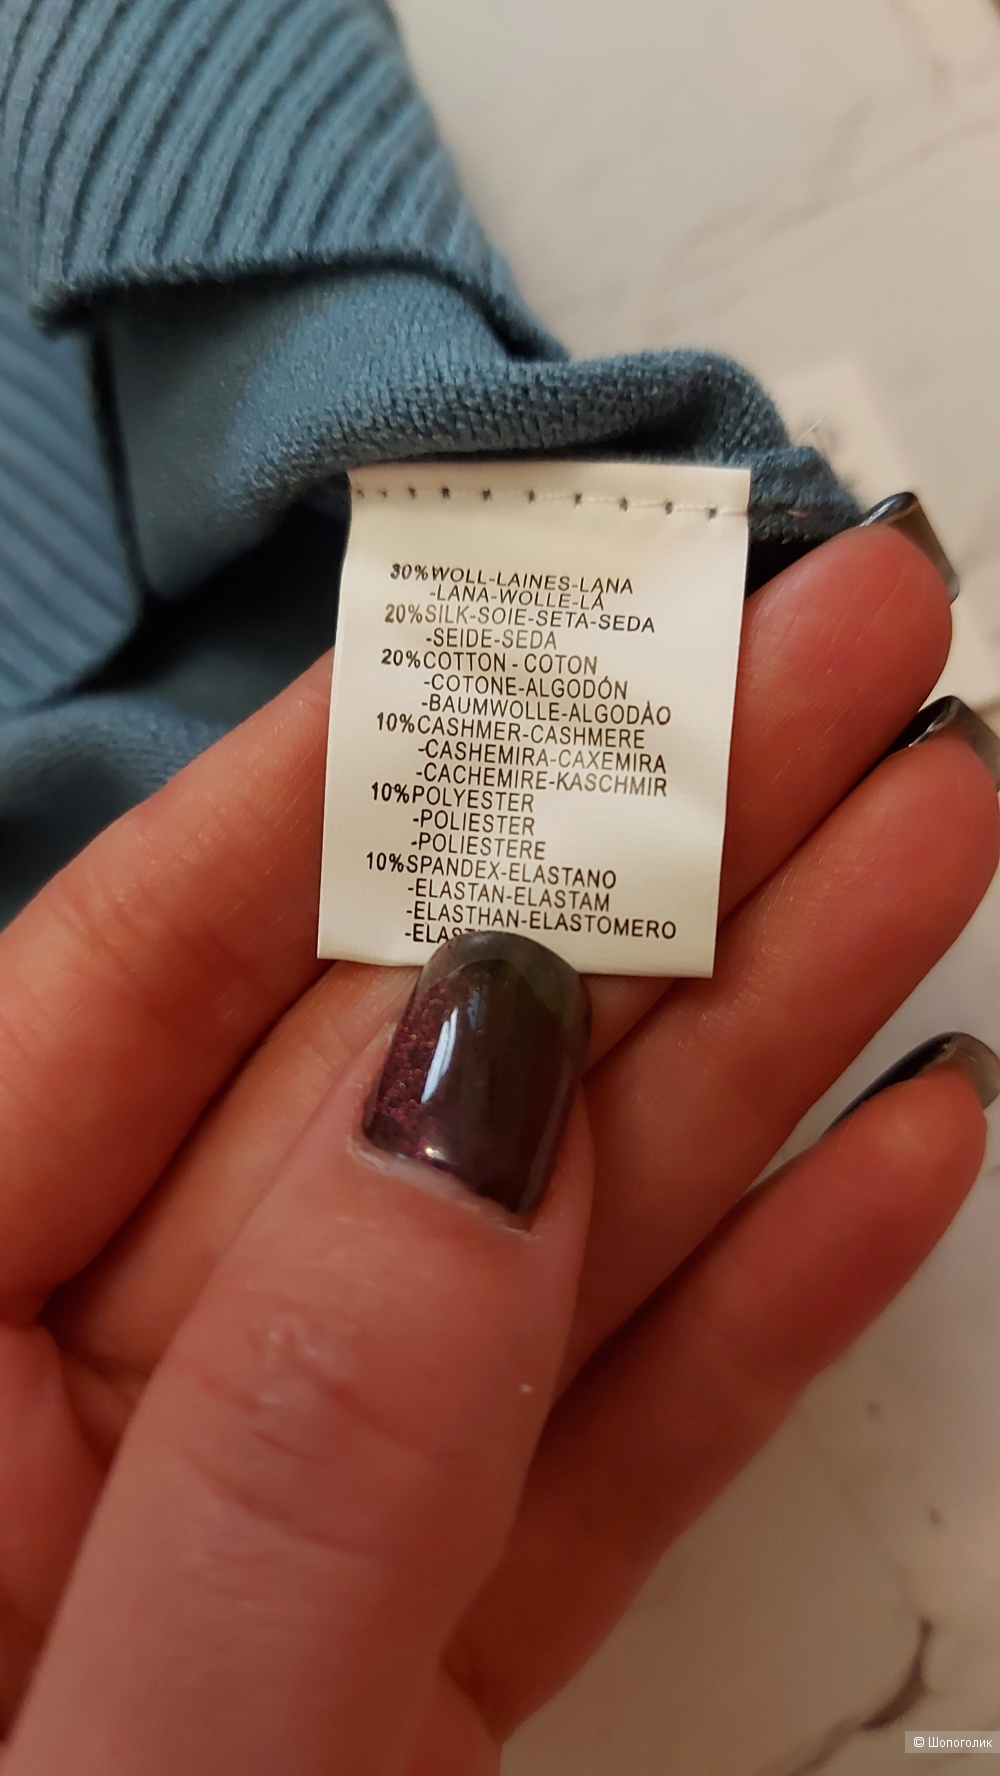 30%WOLL-LAINES-LANA
-LANA-WOLLE-LÁ
20%SILK-SOIE-SETA-SEDA
-SEIDE-SEDA
20%COTTON-COTON
-COTONE-ALGODÓN
-BAUMWOLLE-ALGODÀO
10%CASHMER-CASHMERE
-CASHEMIRA-CAXEMIRA
-CACHEMIRE-KASCHMIR
10%POLYESTER
-POLIESTER
-POLIESTERE
10%SPANDEX-ELASTANO
-ELASTAN-ELASTAM
-ELASTHAN-ELASTOMERO
© Шопоголик